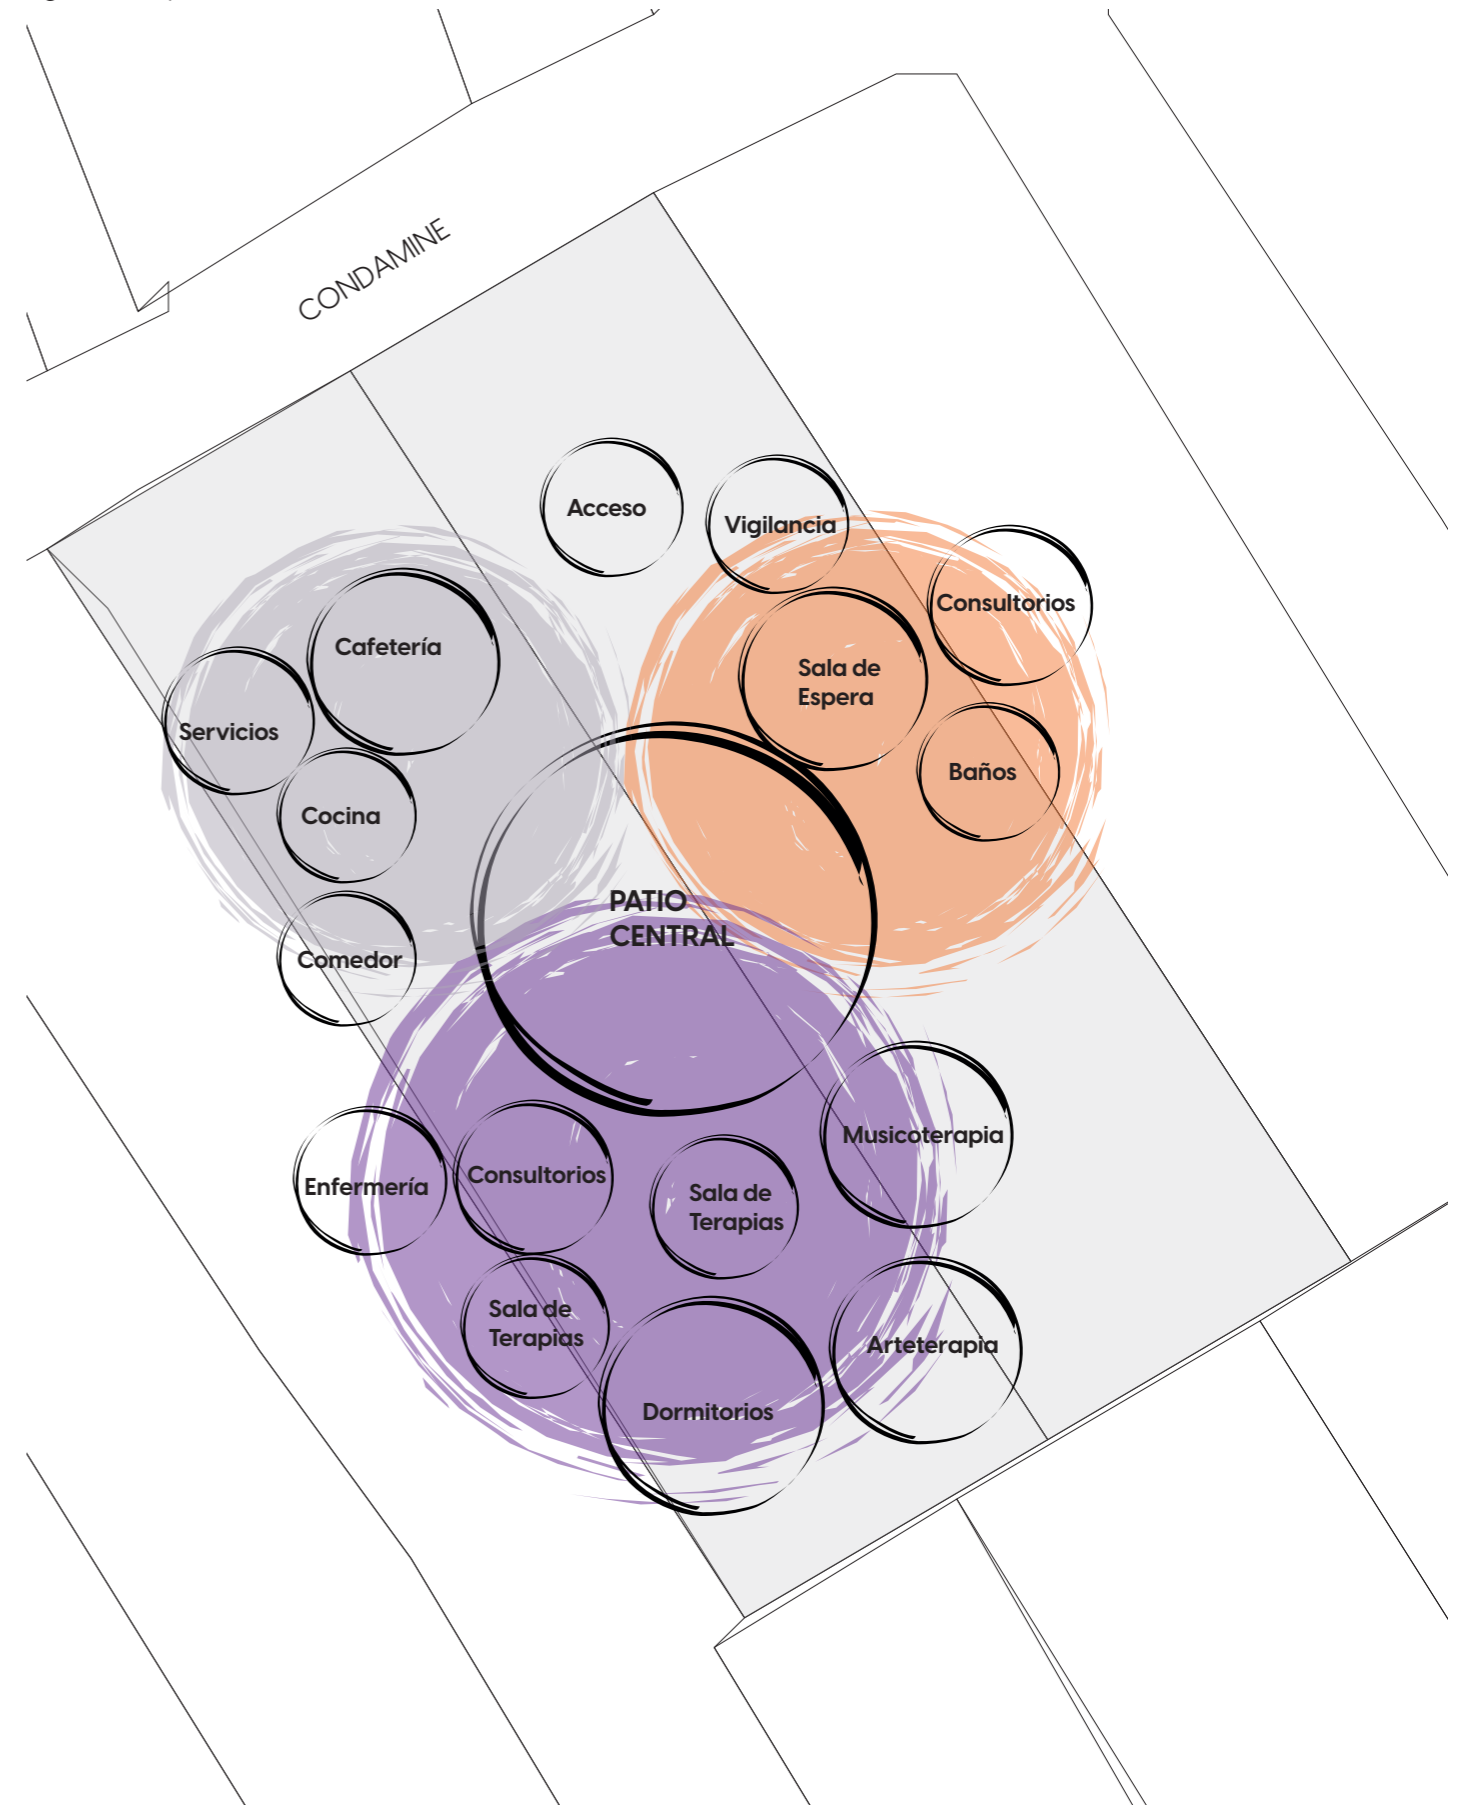 CONDAMINE
Acceso
Vigilancia
Consultorios
Cafetería
Sala de
Espera
Servicios
Baños
Cocina
PATIO
CENTRAL
Comedor
Musicoterapia
Enfermería
Consultorios
Sala de
Terapias
Sala de
Terapias
Arteterapia
Dormitorios